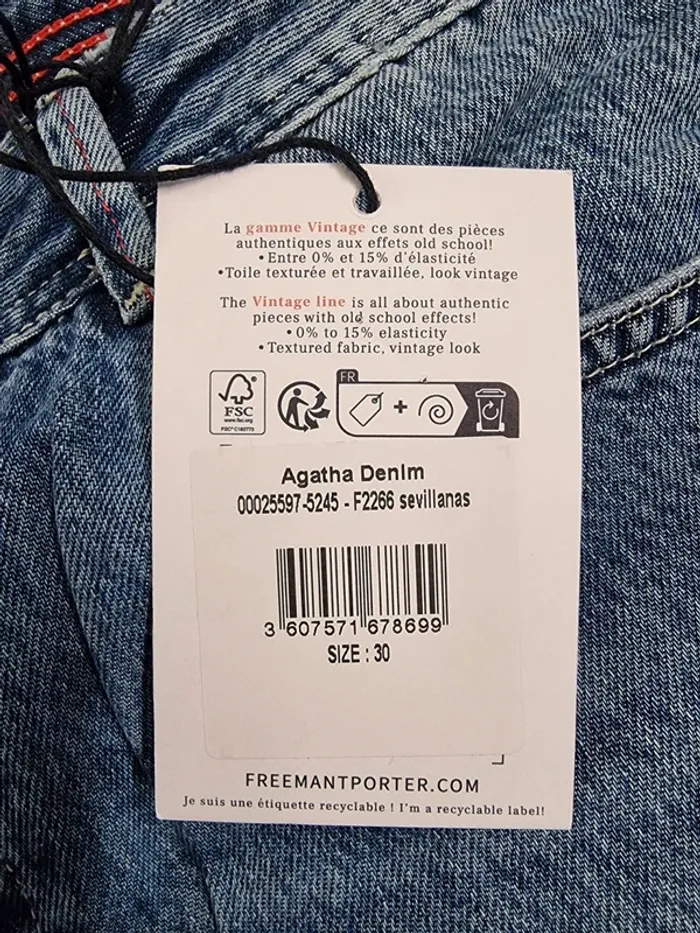 La gamme Vintage ce sont des pièces
authentiques aux effets old school!
• Entre 0% et 15% d'élasticité
•Toile texturée et travaillée, look vintage
The Vintage line is all about authentic
pieces with old school effects!
• 0% to 15% elasticity
• Textured fabric, vintage look
FSC
www.fsc.org
FR
Agatha Denim
00025597-5245 - F2266 sevillanas
3 607571 678699
SIZE : 30
FREEMANTPORTER.COM
Je suis une étiquette recyclable ! I'm a recyclable label!